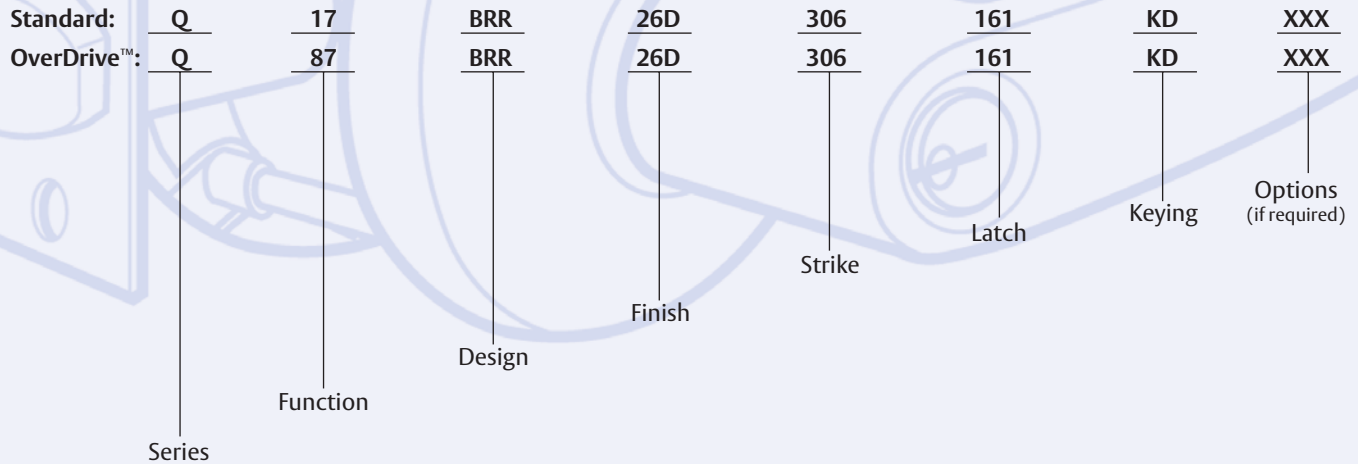 Standard: Q 17 BRR 26D 306 161 KD XXX
OverDrive™: Q 87 BRR 26D 306 161 KD XXX
Options
(if required)
Keying
Latch
Strike
Finish
Design
Function
Series